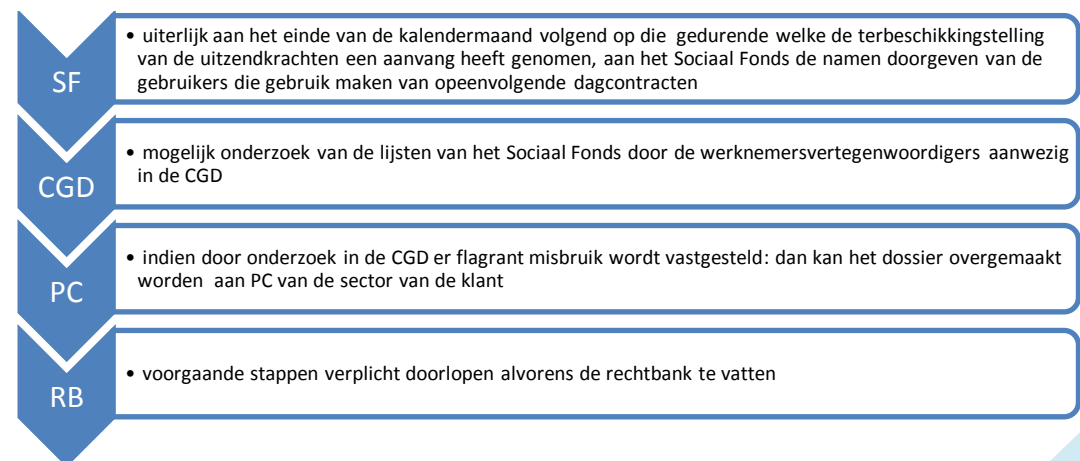 SF
• uiterlijk aan het einde van de kalendermaand volgend op die gedurende welke de terbeschikkingstelling
van de uitzendkrachten een aanvang heeft genomen, aan het Sociaal Fonds de namen doorgeven van de
gebruikers die gebruik maken van opeenvolgende dagcontracten
CGD
• mogelijk onderzoek van de lijsten van het Sociaal Fonds door de werknemersvertegenwoordigers aanwezig
in de CGD
PC
• indien door onderzoek in de CGD er flagrant misbruik wordt vastgesteld: dan kan het dossier overgemaakt
worden aan PC van de sector van de klant
RB
• voorgaande stappen verplicht doorlopen alvorens de rechtbank te vatten